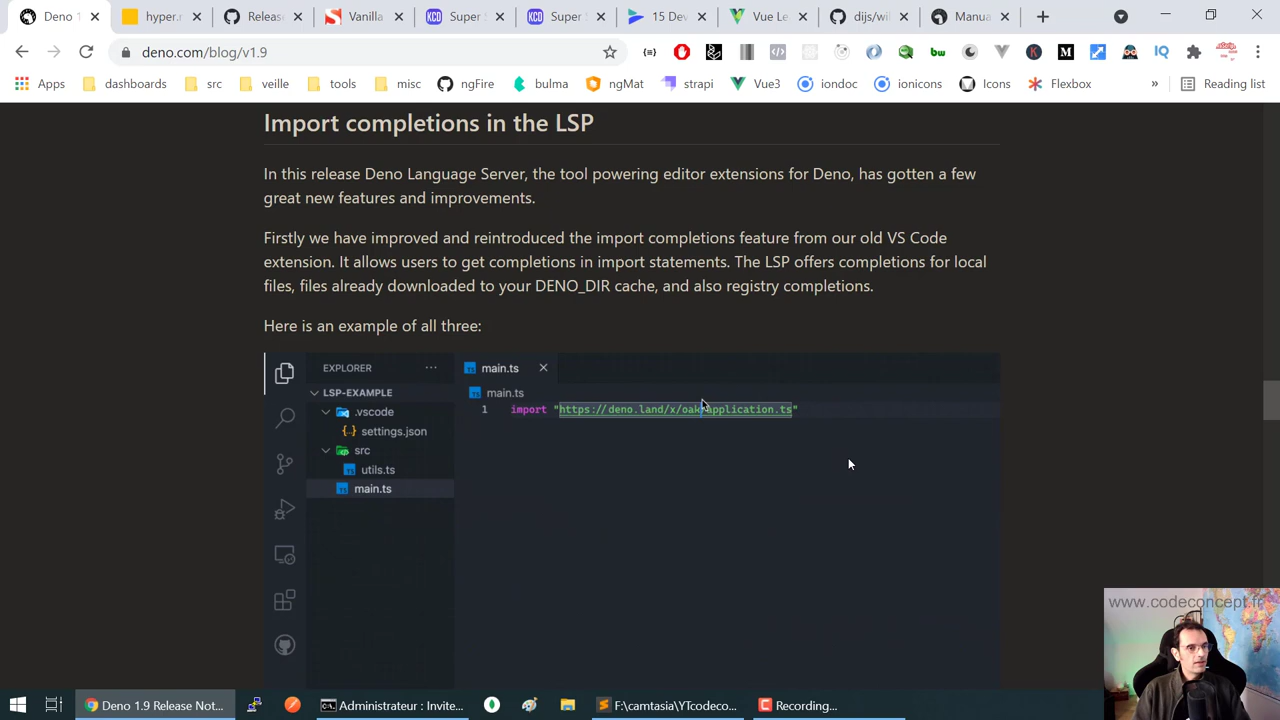 Deno 1
hyper.r
Releas
Vanilla
Super S
Super S
15 Dev
Vue Le
dijs/wil
Manua
deno.com/blog/v1.9
Apps
dashboards
src
veille
tools
misc
ngFire
bulma
ngMat
strapi
Vue3
iondoc
ionicons
Icons
Flexbox
»
Reading list
Import completions in the LSP
In this release Deno Language Server, the tool powering editor extensions for Deno, has gotten a few
great new features and improvements.
Firstly we have improved and reintroduced the import completions feature from our old VS Code
extension. It allows users to get completions in import statements. The LSP offers completions for local
files, files already downloaded to your DENO_DIR cache, and also registry completions.
Here is an example of all three:
EXPLORER
LSP-EXAMPLE
.vscode
settings.json
src
utils.ts
main.ts
main.ts
main.ts
1 import "https://deno.land/x/oak/application.ts"
www.codeconcept.fr
Deno 1.9 Release Not...
Administrateur : Invite...
F:\camtasia\YTcodeco...
Recording...